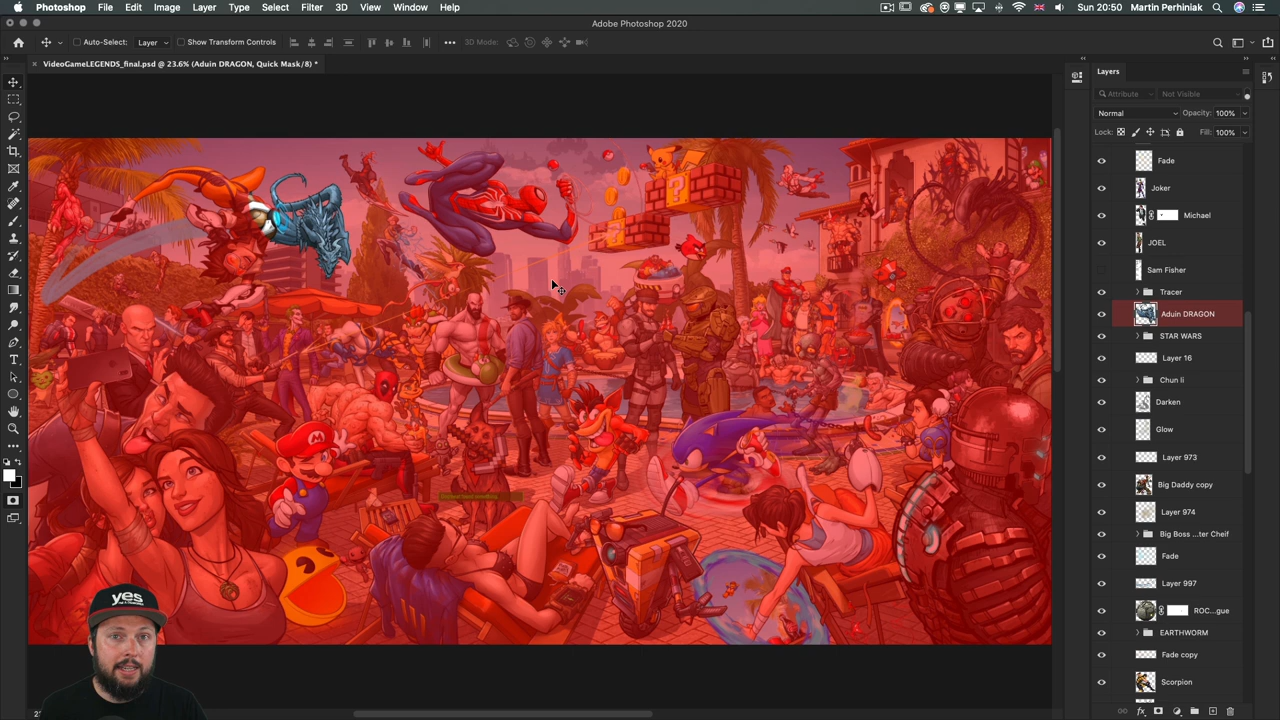 Photoshop File Edit Image Layer Type Select Filter 3D View Window Help
Sun 20:50 Martin Perhiniak
Adobe Photoshop 2020
Auto-Select: Layer Show Transform Controls 3D Mode:
VideoGameLEGENDS_final.psd @ 23.6% (Aduin DRAGON, Quick Mask/8) *
Layers
Attribute Not Visible
Normal Opacity: 100%
Lock: Fill: 100%
Fade
Joker
Michael
JOEL
Sam Fisher
Tracer
Aduin DRAGON
STAR WARS
Layer 16
Chun li
Darken
Glow
Layer 973
Big Daddy copy
Layer 974
Big Boss ...ter Cheif
Fade
Layer 997
ROC...gue
EARTHWORM
Fade copy
Scorpion
yes
?
M
fx